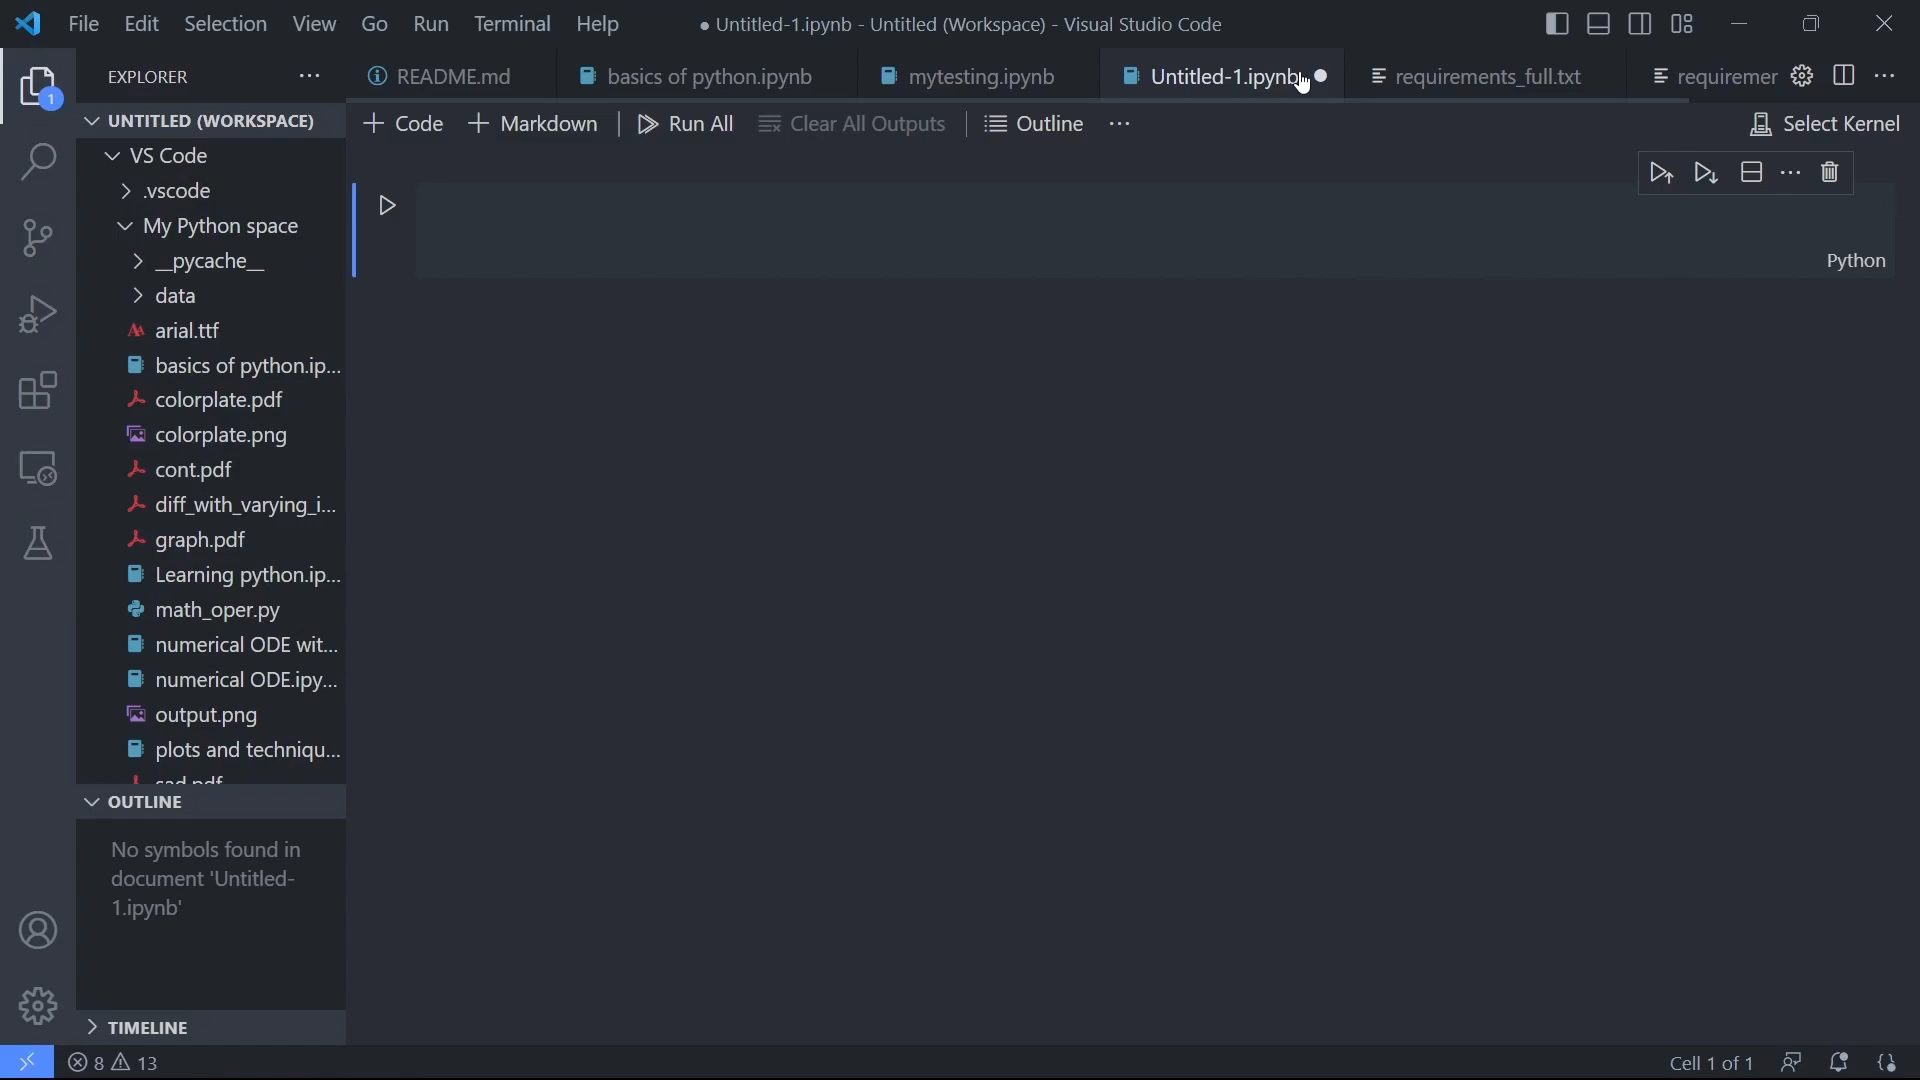 File Edit Selection View Go Run Terminal Help
● Untitled-1.ipynb - Untitled (Workspace) - Visual Studio Code
EXPLORER
README.md
basics of python.ipynb
mytesting.ipynb
Untitled-1.ipynb
requirements_full.txt
requiremer
UNTITLED (WORKSPACE)
+ Code + Markdown Run All Clear All Outputs Outline ...
Select Kernel
VS Code
.vscode
My Python space
__pycache__
data
arial.ttf
basics of python.ip...
colorplate.pdf
colorplate.png
cont.pdf
diff_with_varying_i...
graph.pdf
Learning python.ip...
math_oper.py
numerical ODE wit...
numerical ODE.ipy...
output.png
plots and techniqu...
Python
OUTLINE
No symbols found in
document 'Untitled-
1.ipynb'
TIMELINE
8 13
Cell 1 of 1